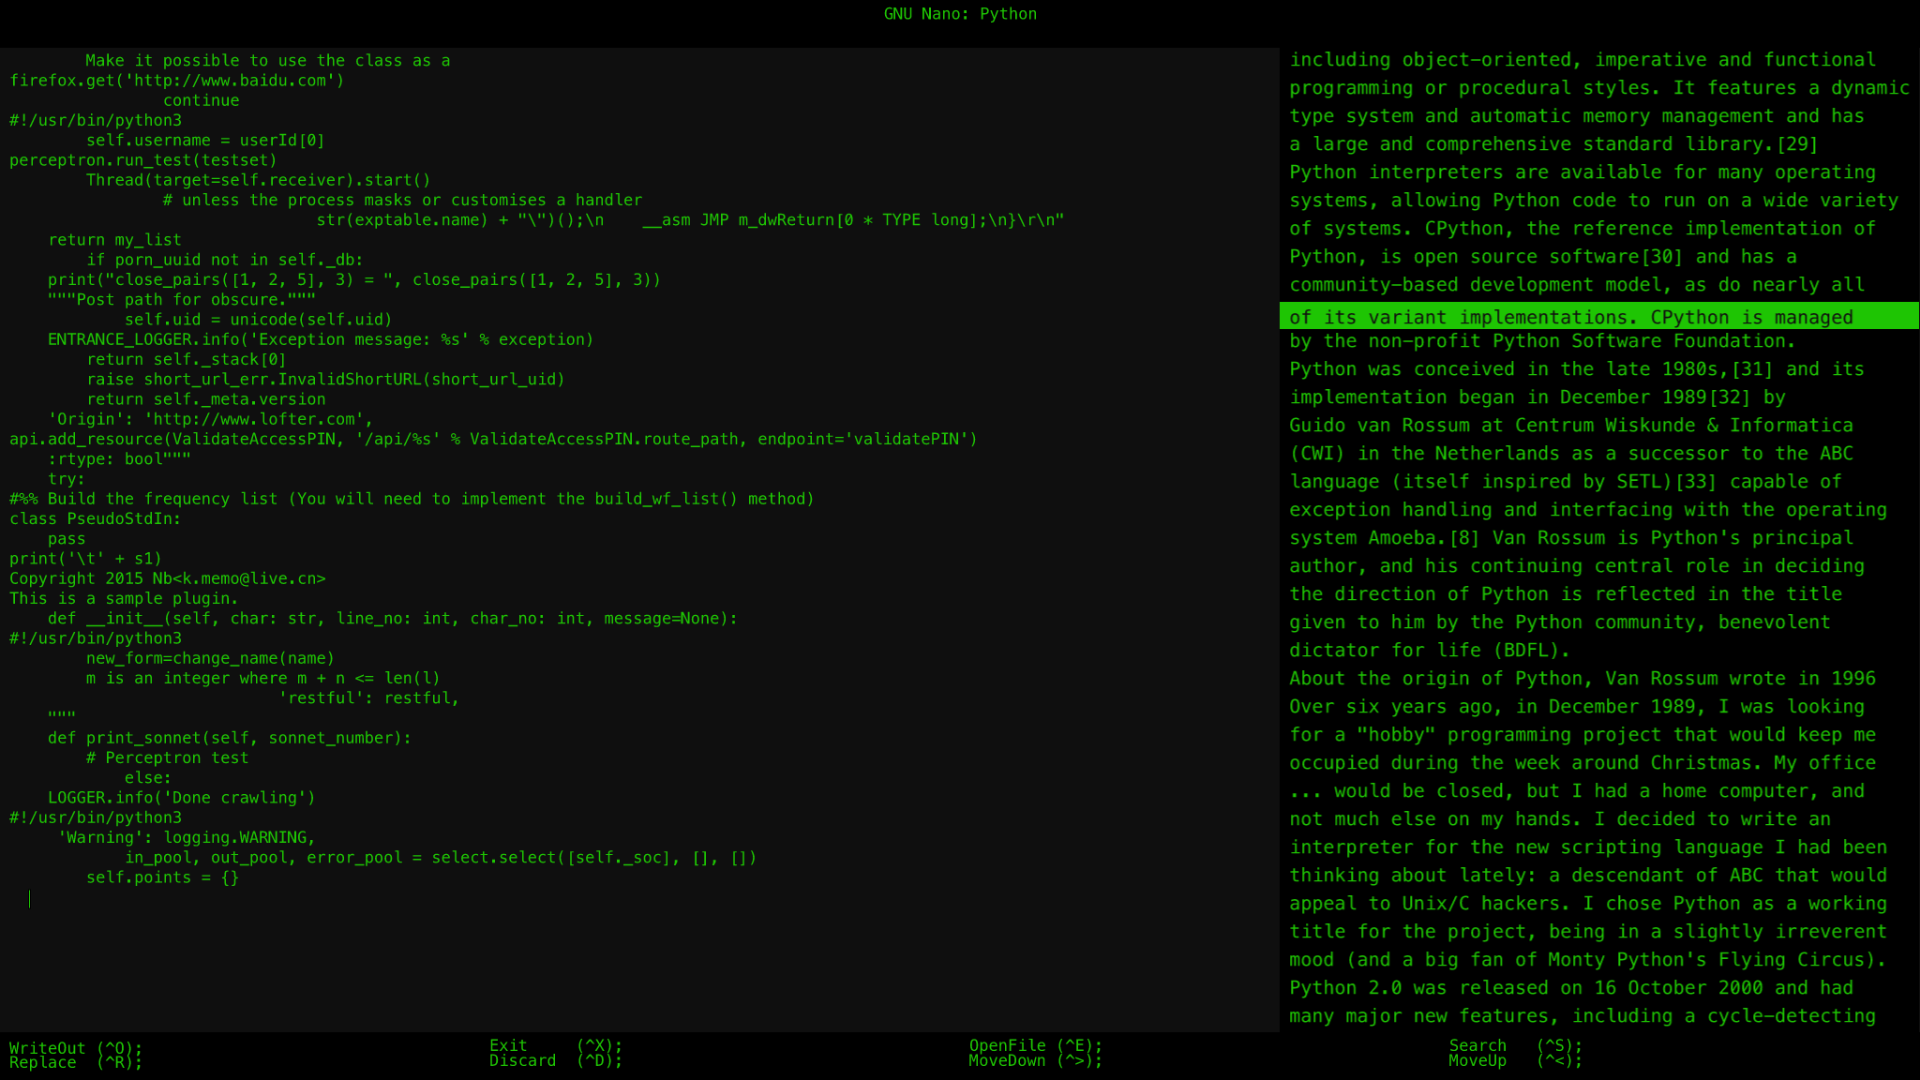 GNU Nano: Python
Make it possible to use the class as a
firefox.get('http://www.baidu.com')
continue
#!/usr/bin/python3
self.username = userId[0]
perceptron.run_test(testset)
Thread(target=self.receiver).start()
# unless the process masks or customises a handler
str(exptable.name) + "\")();\n    __asm JMP m_dwReturn[0 * TYPE long];\n}\r\n"
return my_list
if porn_uuid not in self._db:
print("close_pairs([1, 2, 5], 3) = ", close_pairs([1, 2, 5], 3))
"""Post path for obscure."""
self.uid = unicode(self.uid)
ENTRANCE_LOGGER.info('Exception message: %s' % exception)
return self._stack[0]
raise short_url_err.InvalidShortURL(short_url_uid)
return self._meta.version
'Origin': 'http://www.lofter.com',
api.add_resource(ValidateAccessPIN, '/api/%s' % ValidateAccessPIN.route_path, endpoint='validatePIN')
:rtype: bool"""
try:
#%% Build the frequency list (You will need to implement the build_wf_list() method)
class PseudoStdIn:
pass
print('\t' + s1)
Copyright 2015 Nb<k.memo@live.cn>
This is a sample plugin.
def __init__(self, char: str, line_no: int, char_no: int, message=None):
#!/usr/bin/python3
new_form=change_name(name)
m is an integer where m + n <= len(l)
'restful': restful,
"""
def print_sonnet(self, sonnet_number):
# Perceptron test
else:
LOGGER.info('Done crawling')
#!/usr/bin/python3
'Warning': logging.WARNING,
in_pool, out_pool, error_pool = select.select([self._soc], [], [])
self.points = {}
including object-oriented, imperative and functional
programming or procedural styles. It features a dynamic
type system and automatic memory management and has
a large and comprehensive standard library.[29]
Python interpreters are available for many operating
systems, allowing Python code to run on a wide variety
of systems. CPython, the reference implementation of
Python, is open source software[30] and has a
community-based development model, as do nearly all
of its variant implementations. CPython is managed
by the non-profit Python Software Foundation.
Python was conceived in the late 1980s,[31] and its
implementation began in December 1989[32] by
Guido van Rossum at Centrum Wiskunde & Informatica
(CWI) in the Netherlands as a successor to the ABC
language (itself inspired by SETL)[33] capable of
exception handling and interfacing with the operating
system Amoeba.[8] Van Rossum is Python's principal
author, and his continuing central role in deciding
the direction of Python is reflected in the title
given to him by the Python community, benevolent
dictator for life (BDFL).
About the origin of Python, Van Rossum wrote in 1996
Over six years ago, in December 1989, I was looking
for a "hobby" programming project that would keep me
occupied during the week around Christmas. My office
... would be closed, but I had a home computer, and
not much else on my hands. I decided to write an
interpreter for the new scripting language I had been
thinking about lately: a descendant of ABC that would
appeal to Unix/C hackers. I chose Python as a working
title for the project, being in a slightly irreverent
mood (and a big fan of Monty Python's Flying Circus).
Python 2.0 was released on 16 October 2000 and had
many major new features, including a cycle-detecting
WriteOut (^O); Exit (^X); OpenFile (^E); Search (^S);
Replace (^R); Discard (^D); MoveDown (^>); MoveUp (^<);